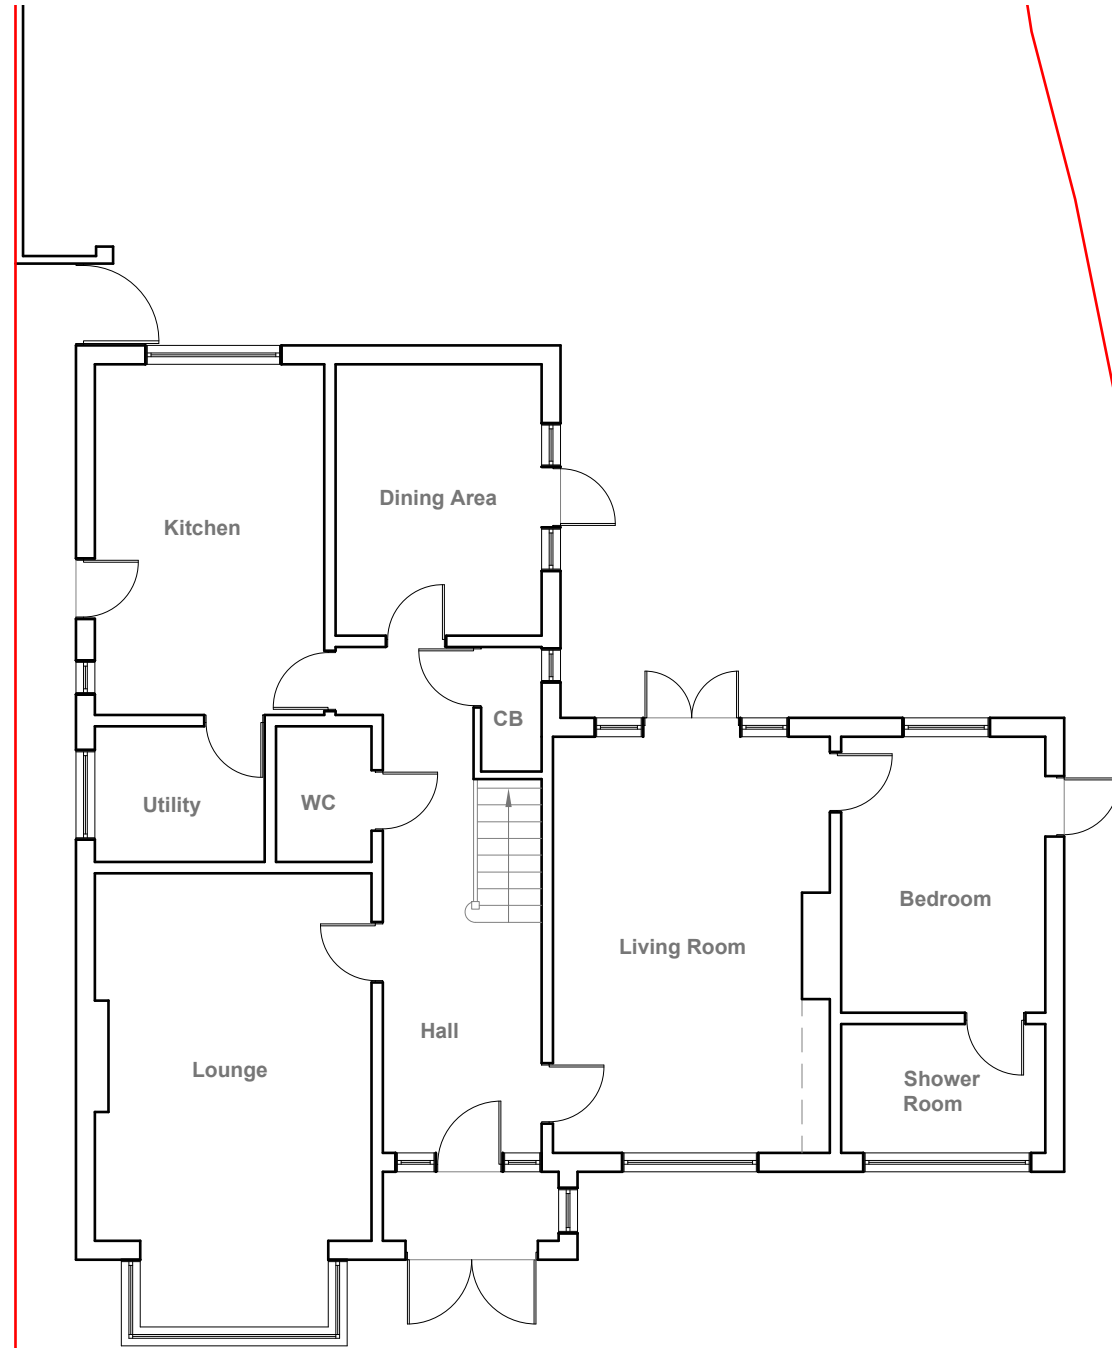 Dining Area
Kitchen
CB
Utility
WC
Bedroom
Living Room
Hall
Lounge
Shower
Room